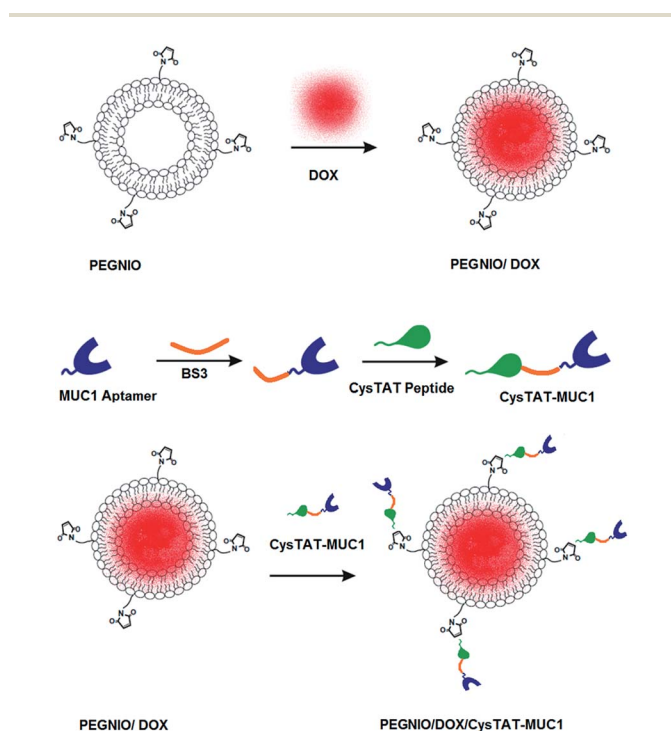 DOX
PEGNIO
PEGNIO/ DOX
BS3
MUC1 Aptamer
CysTAT Peptide
CysTAT-MUC1
CysTAT-MUC1
PEGNIO/ DOX
PEGNIO/DOX/CysTAT-MUC1